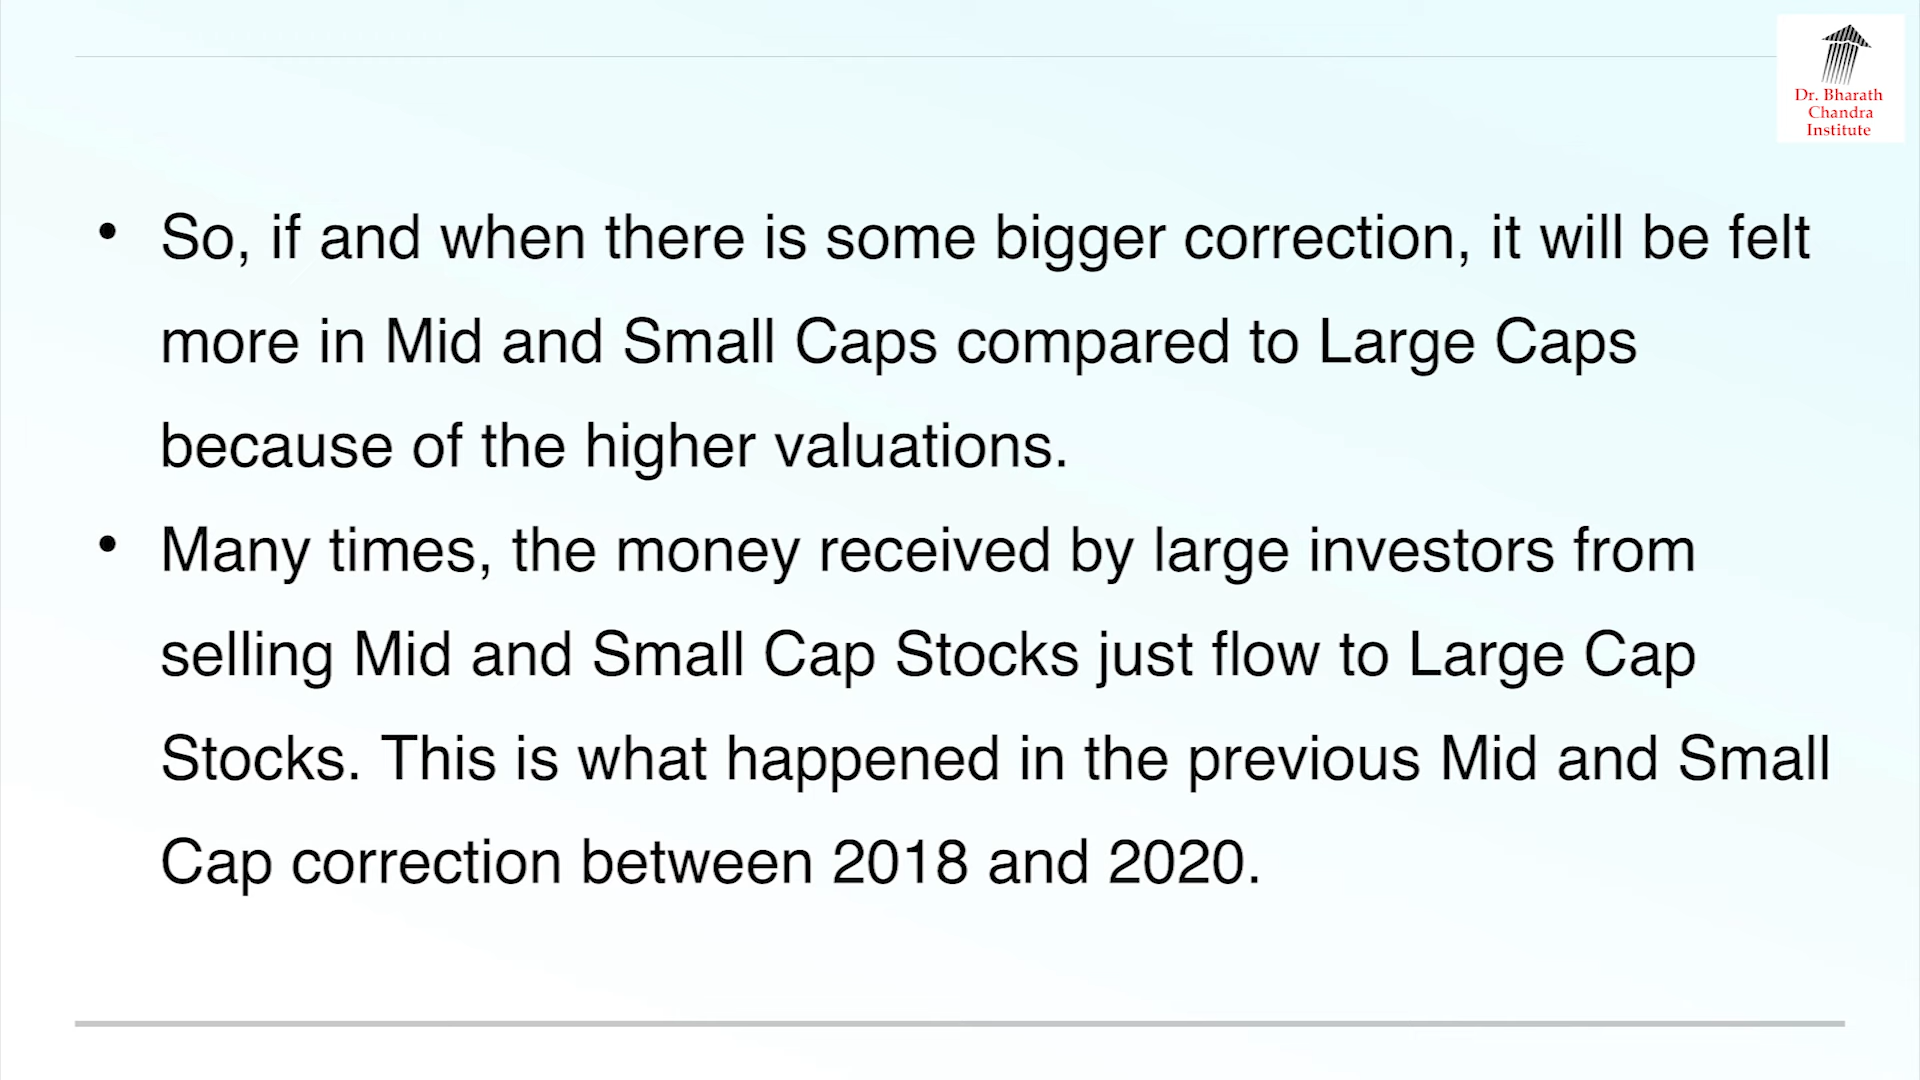 Dr. Bharath
Chandra
Institute
• So, if and when there is some bigger correction, it will be felt
more in Mid and Small Caps compared to Large Caps
because of the higher valuations.
• Many times, the money received by large investors from
selling Mid and Small Cap Stocks just flow to Large Cap
Stocks. This is what happened in the previous Mid and Small
Cap correction between 2018 and 2020.